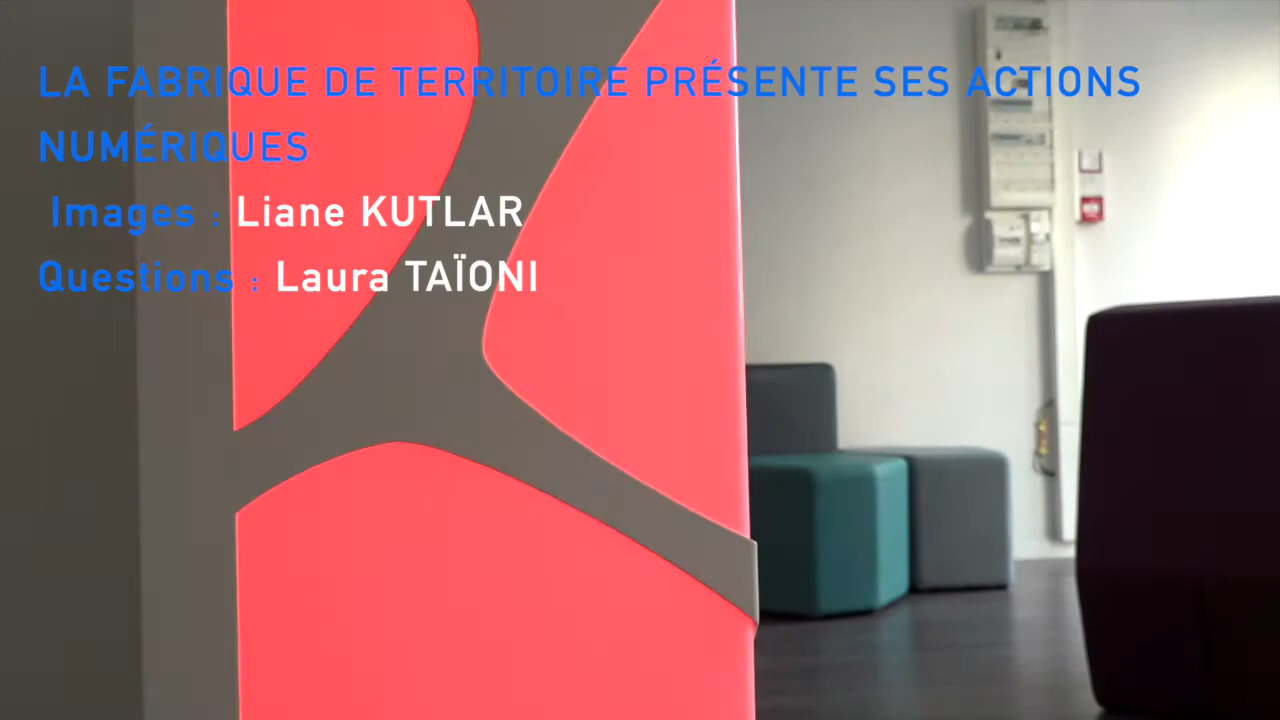 LA FABRIQUE DE TERRITOIRE PRÉSENTE SES ACTIONS
NUMÉRIQUES
Images : Liane KUTLAR
Questions : Laura TAÏONI